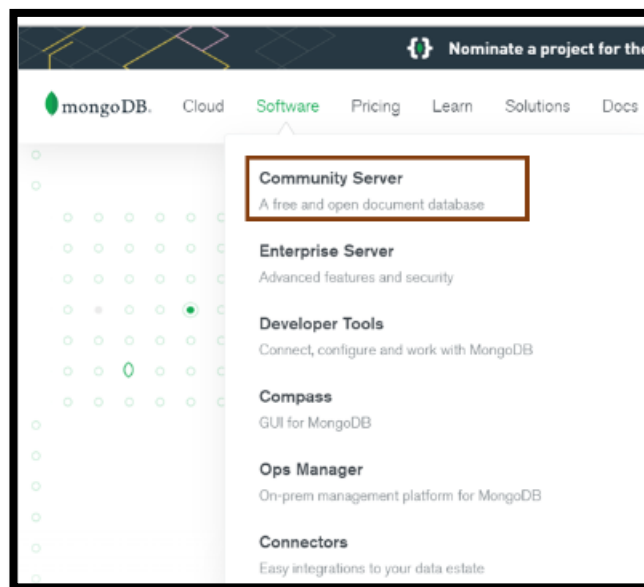 Nominate a project for the
mongoDB.
Cloud Software Pricing Learn Solutions Docs
Community Server
A free and open document database
Enterprise Server
Advanced features and security
Developer Tools
Connect, configure and work with MongoDB
Compass
GUI for MongoDB
Ops Manager
On-prem management platform for MongoDB
Connectors
Easy integrations to your data estate